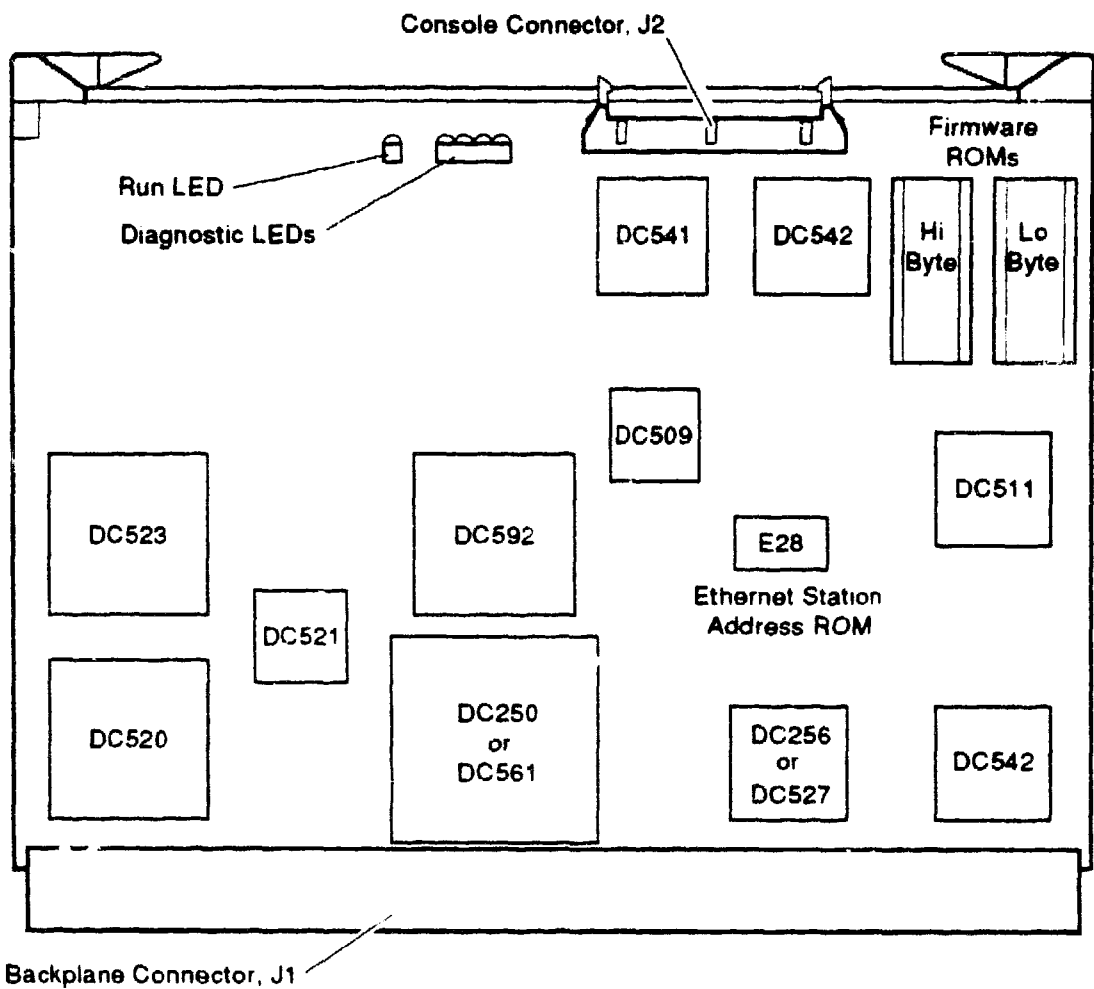 Console Connector, J2
Firmware
ROMs
Run LED
Diagnostic LEDs
DC541
DC542
Hi
Byte
Lo
Byte
DC509
DC511
DC523
DC592
E28
Ethernet Station
Address ROM
DC521
DC520
DC250
or
DC561
DC256
or
DC527
DC542
Backplane Connector, J1